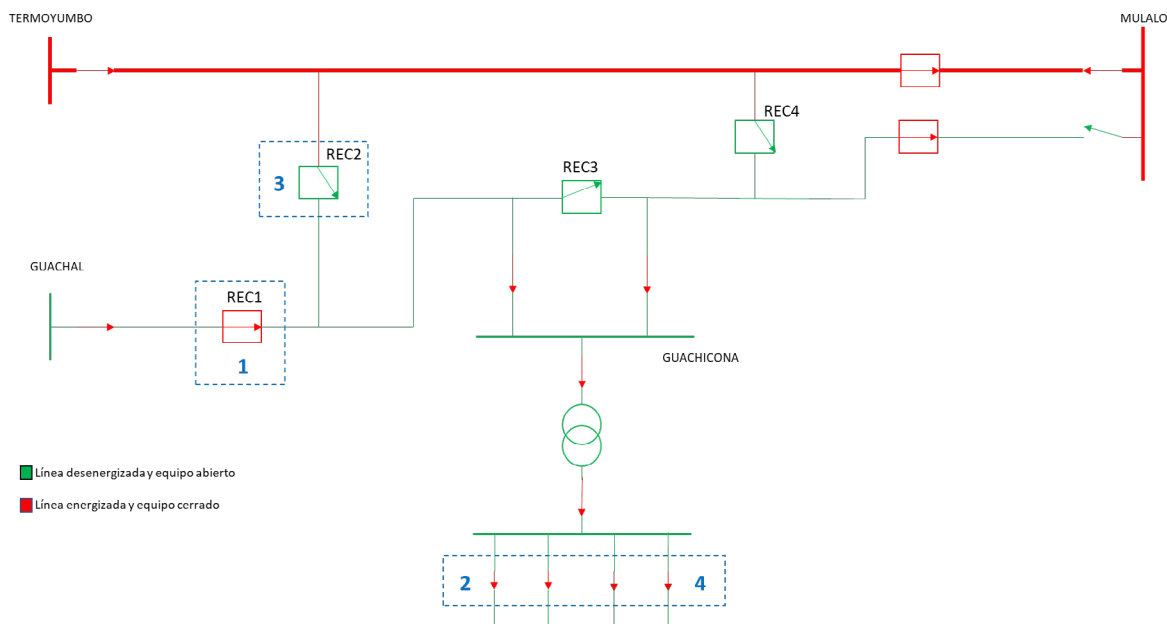 TERMOYUMBO
MULALO
REC4
REC2
3
REC3
GUACHAL
REC1
1
GUACHICONA
Línea desenergizada y equipo abierto
Línea energizada y equipo cerrado
2
4